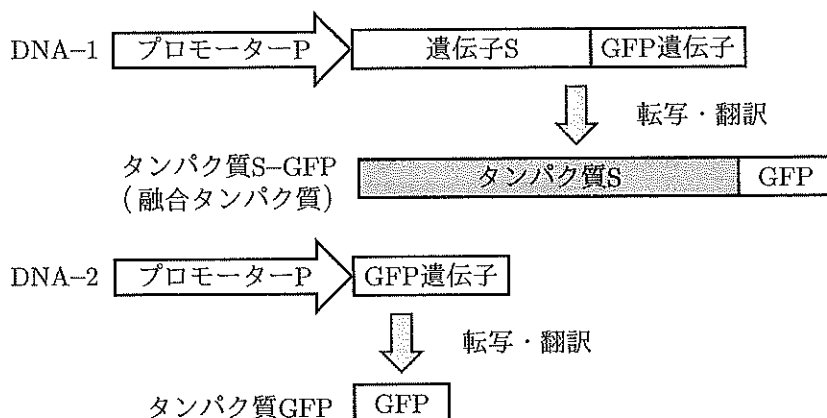 DNA–1 プロモーターP 遺伝子S GFP遺伝子
転写・翻訳
タンパク質S–GFP
(融合タンパク質)
タンパク質S GFP
DNA–2 プロモーターP GFP遺伝子
転写・翻訳
タンパク質GFP GFP